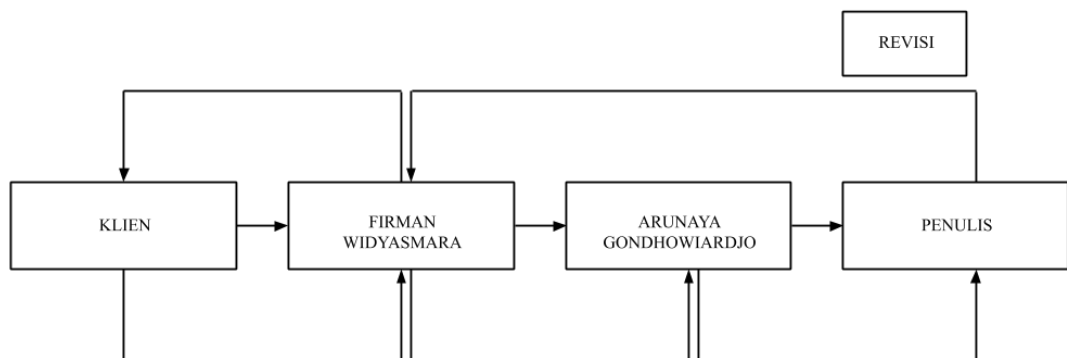 REVISI
KLIEN
FIRMAN
WIDYASMARA
ARUNAYA
GONDHOWIARDJO
PENULIS